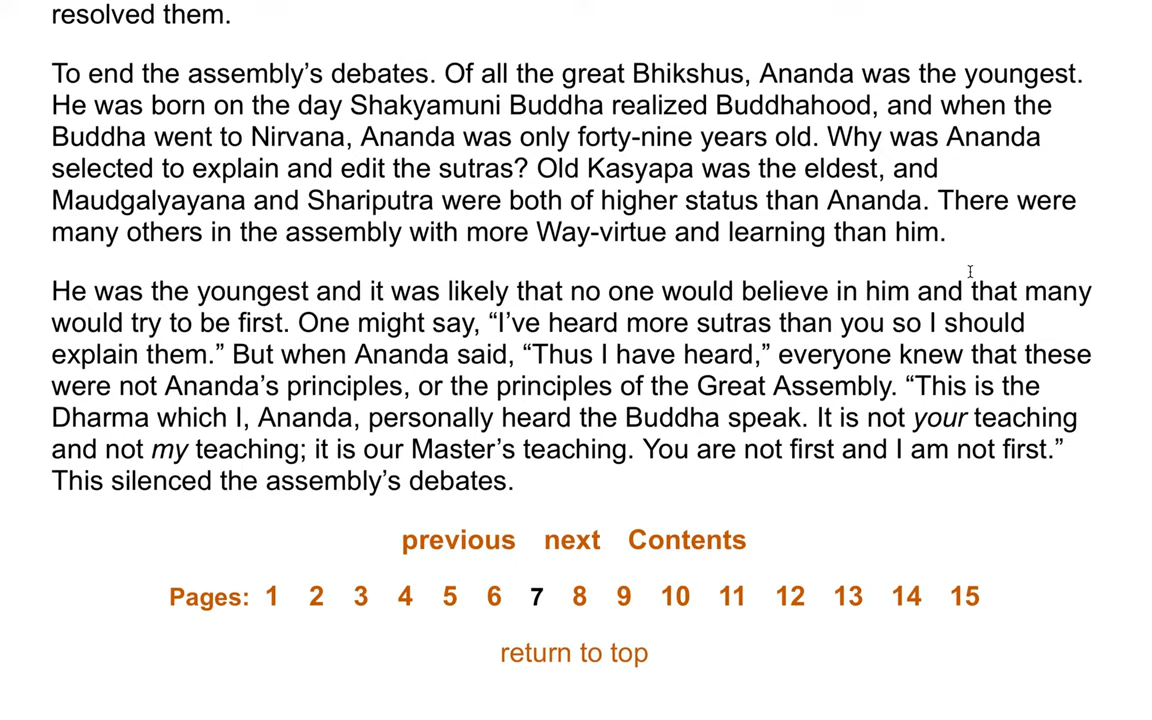 resolved them.
To end the assembly’s debates. Of all the great Bhikshus, Ananda was the youngest.
He was born on the day Shakyamuni Buddha realized Buddhahood, and when the
Buddha went to Nirvana, Ananda was only forty-nine years old. Why was Ananda
selected to explain and edit the sutras? Old Kasyapa was the eldest, and
Maudgalyayana and Shariputra were both of higher status than Ananda. There were
many others in the assembly with more Way-virtue and learning than him.
He was the youngest and it was likely that no one would believe in him and that many
would try to be first. One might say, “I’ve heard more sutras than you so I should
explain them.” But when Ananda said, “Thus I have heard,” everyone knew that these
were not Ananda’s principles, or the principles of the Great Assembly. “This is the
Dharma which I, Ananda, personally heard the Buddha speak. It is not your teaching
and not my teaching; it is our Master’s teaching. You are not first and I am not first.”
This silenced the assembly’s debates.
previous next Contents
Pages: 1 2 3 4 5 6 7 8 9 10 11 12 13 14 15
return to top